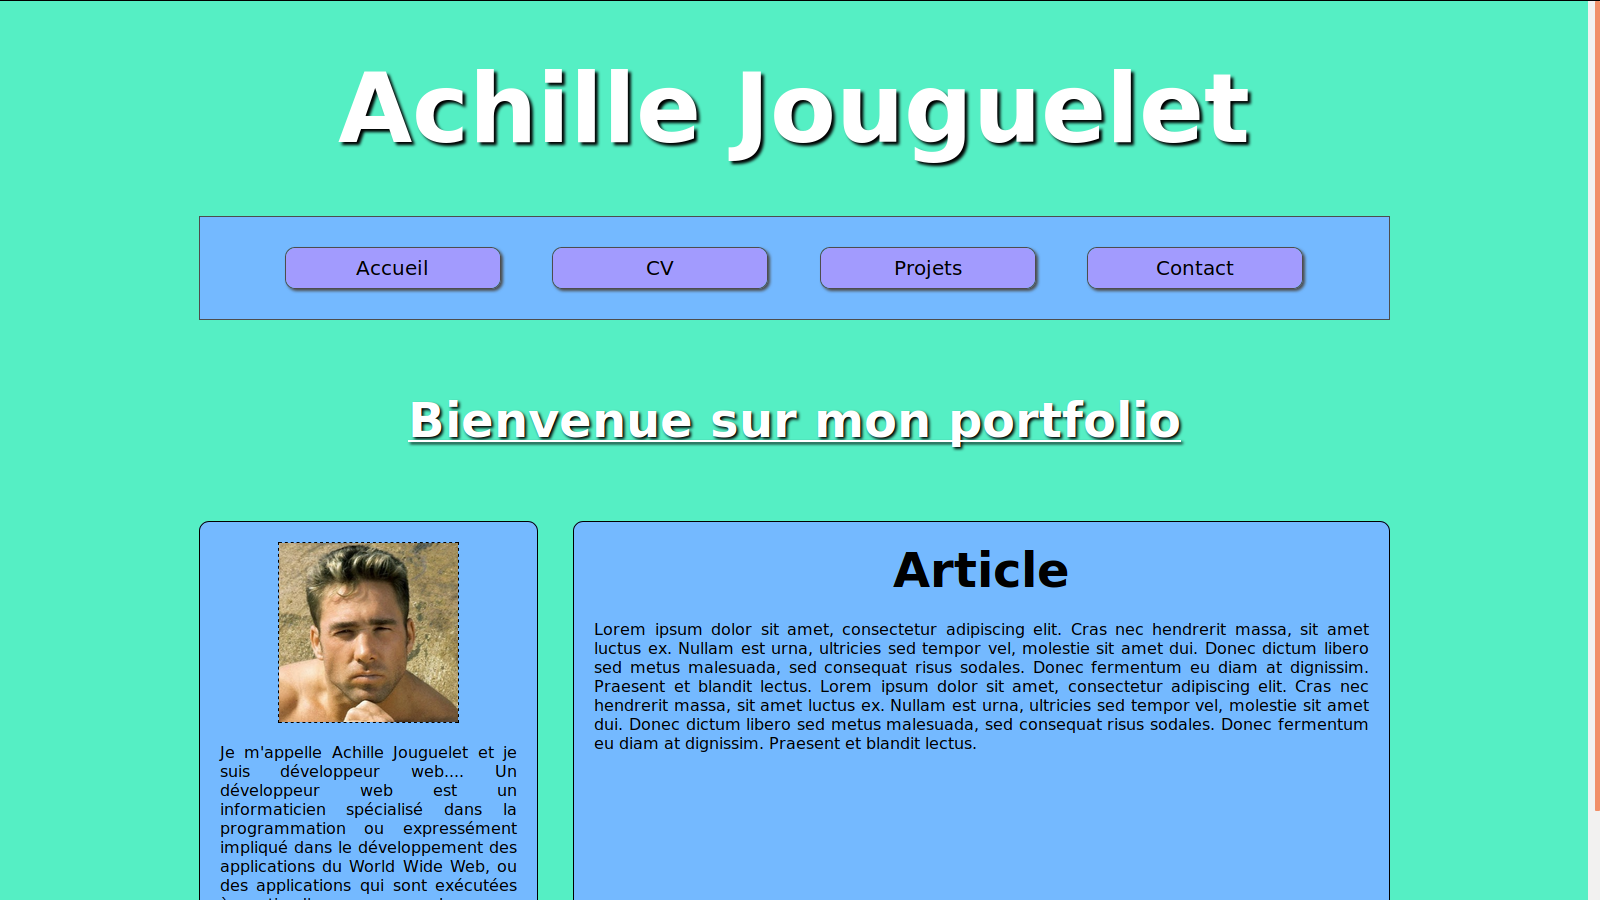 Achille Jouguelet
Accueil
CV
Projets
Contact
Bienvenue sur mon portfolio
Je m'appelle Achille Jouguelet et je
suis développeur web.... Un
développeur web est un
informaticien spécialisé dans la
programmation ou expressément
impliqué dans le développement des
applications du World Wide Web, ou
des applications qui sont exécutées
Article
Lorem ipsum dolor sit amet, consectetur adipiscing elit. Cras nec hendrerit massa, sit amet
luctus ex. Nullam est urna, ultricies sed tempor vel, molestie sit amet dui. Donec dictum libero
sed metus malesuada, sed consequat risus sodales. Donec fermentum eu diam at dignissim.
Praesent et blandit lectus. Lorem ipsum dolor sit amet, consectetur adipiscing elit. Cras nec
hendrerit massa, sit amet luctus ex. Nullam est urna, ultricies sed tempor vel, molestie sit amet
dui. Donec dictum libero sed metus malesuada, sed consequat risus sodales. Donec fermentum
eu diam at dignissim. Praesent et blandit lectus.